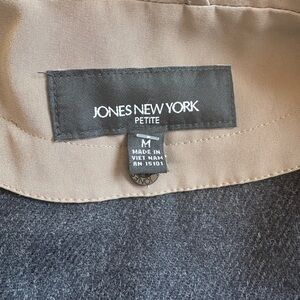 JONES NEW YORK
PETITE
M
MADE IN
VIET NAM
RN 15101